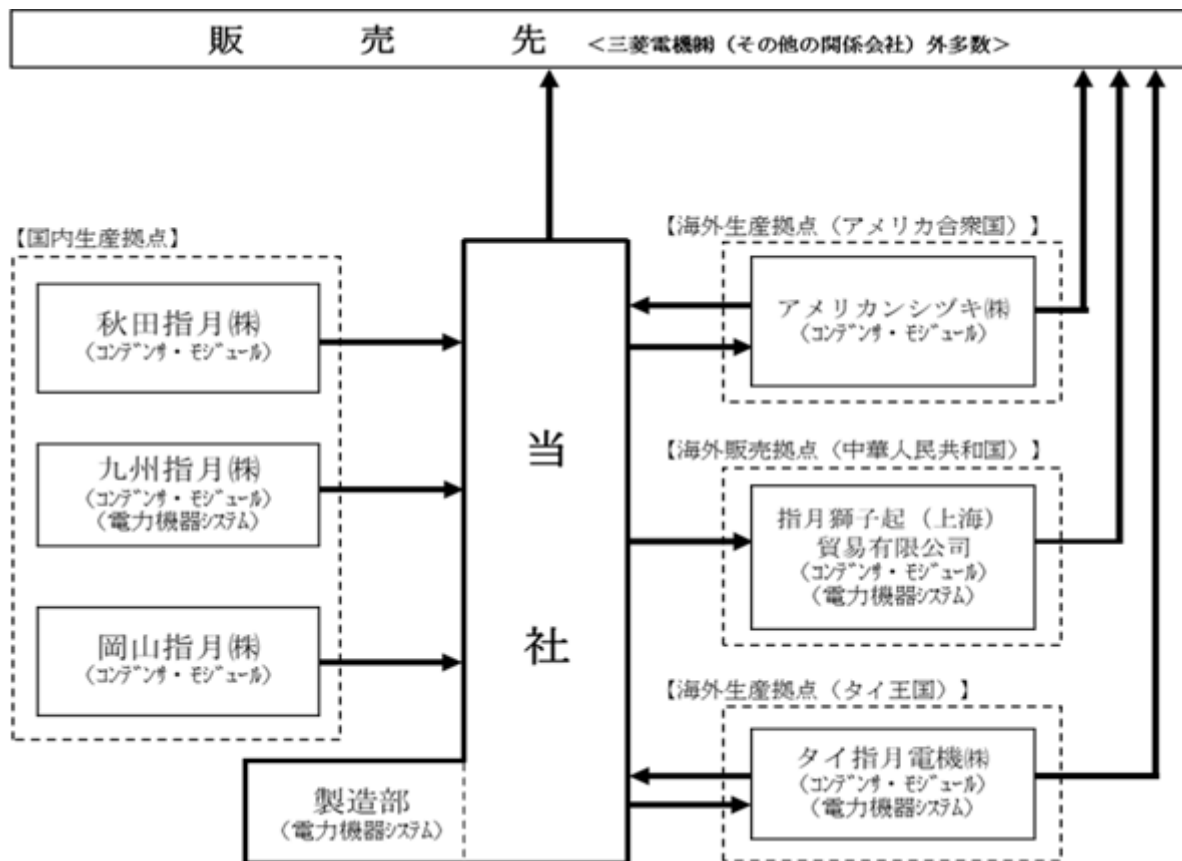 販売先 <三菱電機㈱（その他の関係会社）外多数>
【国内生産拠点】
秋田指月㈱
（ｺﾝﾃﾞﾝｻ・ﾓｼﾞｭｰﾙ）
九州指月㈱
（ｺﾝﾃﾞﾝｻ・ﾓｼﾞｭｰﾙ）
（電力機器ｼｽﾃﾑ）
岡山指月㈱
（ｺﾝﾃﾞﾝｻ・ﾓｼﾞｭｰﾙ）
製造部
（電力機器ｼｽﾃﾑ）
当
社
【海外生産拠点（アメリカ合衆国）】
アメリカンシヅキ㈱
（ｺﾝﾃﾞﾝｻ・ﾓｼﾞｭｰﾙ）
【海外販売拠点（中華人民共和国）】
指月獅子起（上海）
貿易有限公司
（ｺﾝﾃﾞﾝｻ・ﾓｼﾞｭｰﾙ）
（電力機器ｼｽﾃﾑ）
【海外生産拠点（タイ王国）】
タイ指月電機㈱
（ｺﾝﾃﾞﾝｻ・ﾓｼﾞｭｰﾙ）
（電力機器ｼｽﾃﾑ）